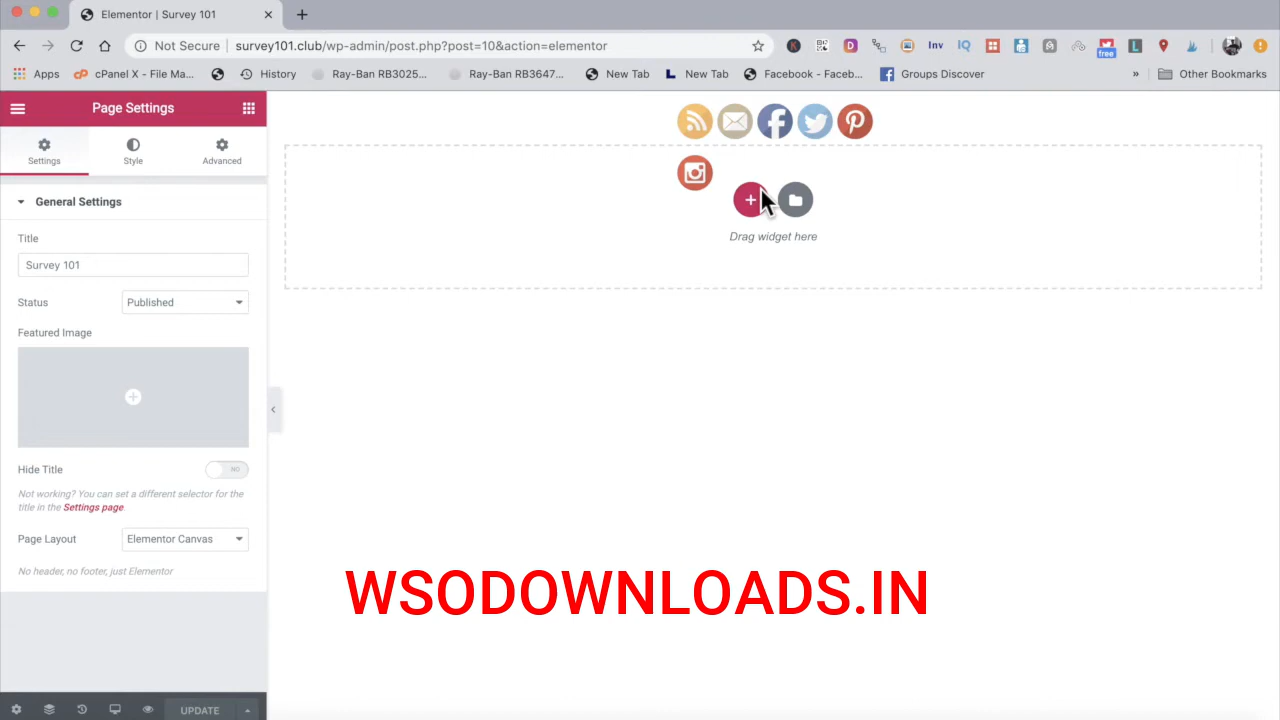 Elementor | Survey 101
Not Secure | survey101.club/wp-admin/post.php?post=10&action=elementor
Inv
IQ
free
Apps
cPanel X - File Ma...
History
Ray-Ban RB3025...
Ray-Ban RB3647...
New Tab
New Tab
Facebook - Faceb...
Groups Discover
»
Other Bookmarks
Page Settings
Settings
Style
Advanced
General Settings
Title
Survey 101
Status
Published
Featured Image
Hide Title
NO
Not working? You can set a different selector for the
title in the Settings page
Page Layout
Elementor Canvas
No header, no footer, just Elementor
UPDATE
Drag widget here
WSODOWNLOADS.IN